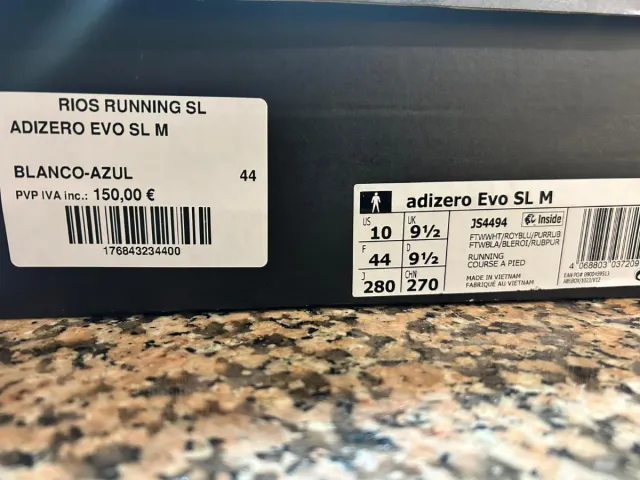 RIOS RUNNING SL
ADIZERO EVO SL M
BLANCO-AZUL 44
PVP IVA inc.: 150,00 €
176843234400
adizero Evo SL M
US 10 UK 9½
F 44 D 9½
J 280 CHN 270
JS4494 Inside
FTWWHT/ROYBLU/PURRUB
FTWBLA/BLEROI/RUBPUR
RUNNING
COURSE A PIED
MADE IN VIETNAM
FABRIQUÉ AU VIETNAM
4 068803 037209